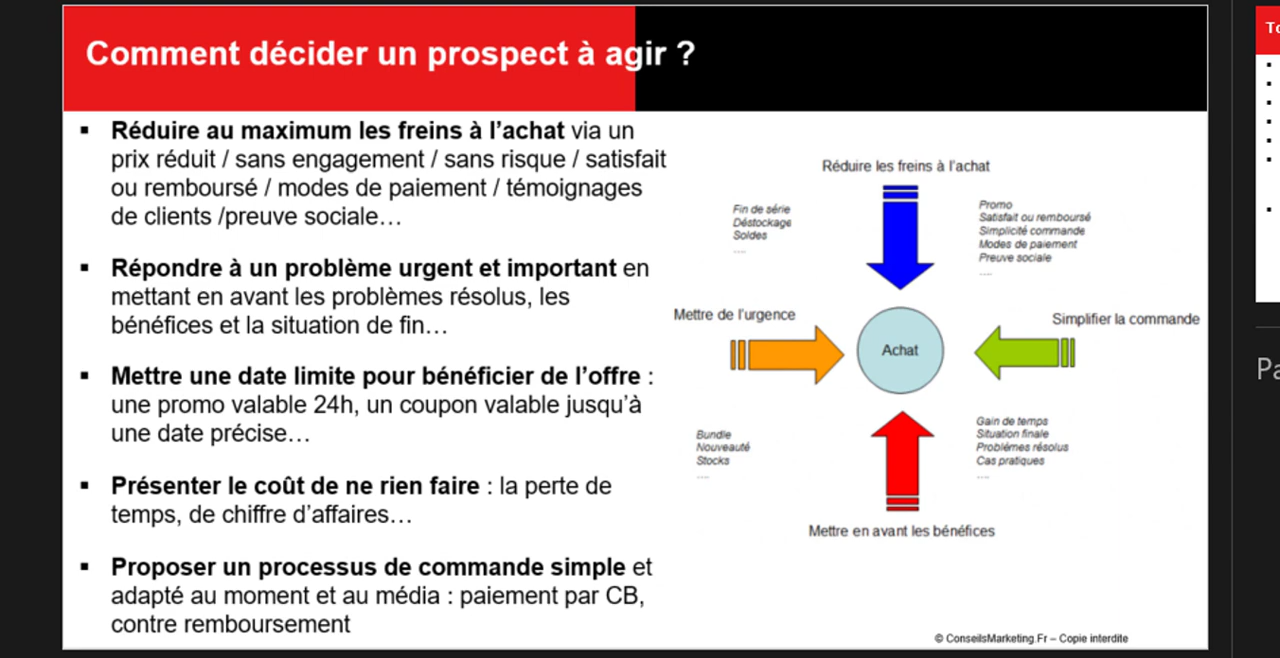 Comment décider un prospect à agir ?
▪ Réduire au maximum les freins à l’achat via un
prix réduit / sans engagement / sans risque / satisfait
ou remboursé / modes de paiement / témoignages
de clients /preuve sociale…
▪ Répondre à un problème urgent et important en
mettant en avant les problèmes résolus, les
bénéfices et la situation de fin…
▪ Mettre une date limite pour bénéficier de l’offre :
une promo valable 24h, un coupon valable jusqu’à
une date précise…
▪ Présenter le coût de ne rien faire : la perte de
temps, de chiffre d’affaires…
▪ Proposer un processus de commande simple et
adapté au moment et au média : paiement par CB,
contre remboursement
Réduire les freins à l’achat
Fin de série
Déstockage
Soldes
....
Promo
Satisfait ou remboursé
Simplicité commande
Modes de paiement
Preuve sociale
....
Mettre de l’urgence
Achat
Simplifier la commande
Bundle
Nouveauté
Stocks
....
Gain de temps
Situation finale
Problèmes résolus
Cas pratiques
....
Mettre en avant les bénéfices
© ConseilsMarketing.Fr – Copie interdite